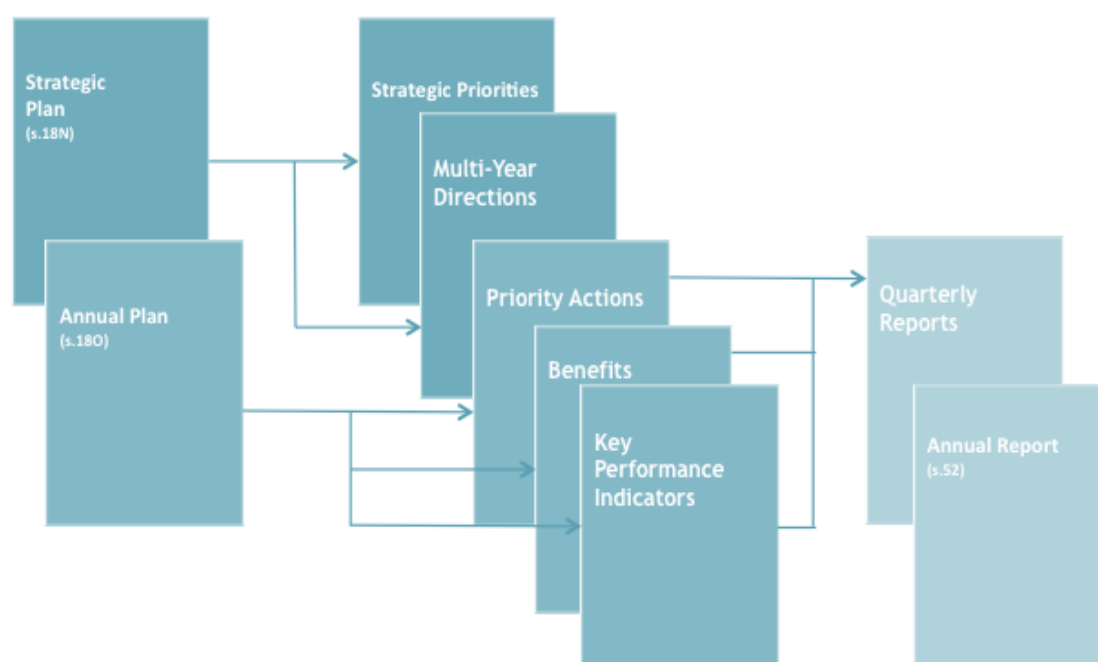 Strategic
Plan
(s.18N)
Annual Plan
(s.18O)
Strategic Priorities
Multi-Year
Directions
Priority Actions
Benefits
Key
Performance
Indicators
Quarterly
Reports
Annual Report
(s.52)